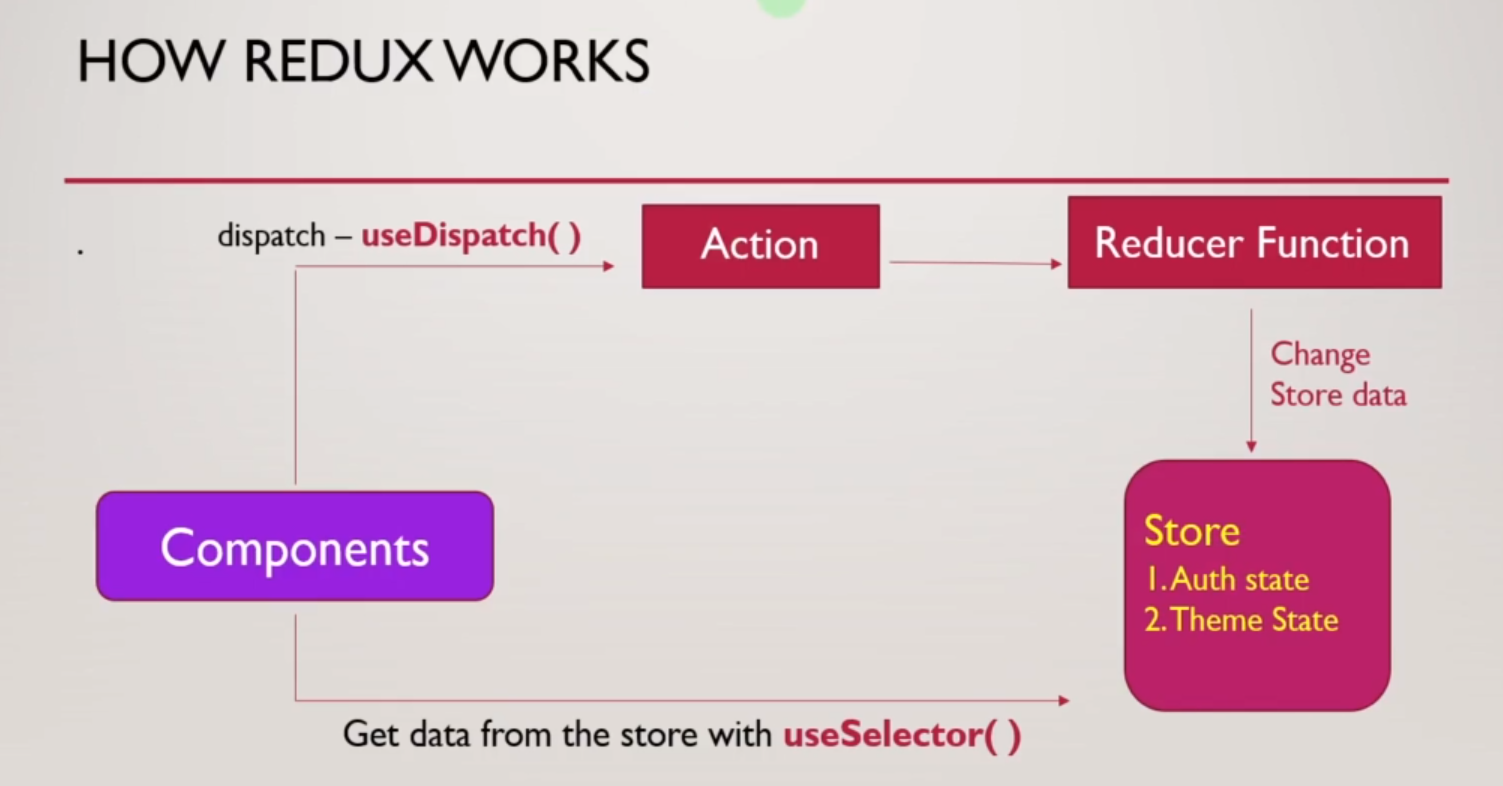 HOW REDUX WORKS
.
dispatch – useDispatch( )
Action
Reducer Function
Change
Store data
Components
Store
1. Auth state
2. Theme State
Get data from the store with useSelector( )